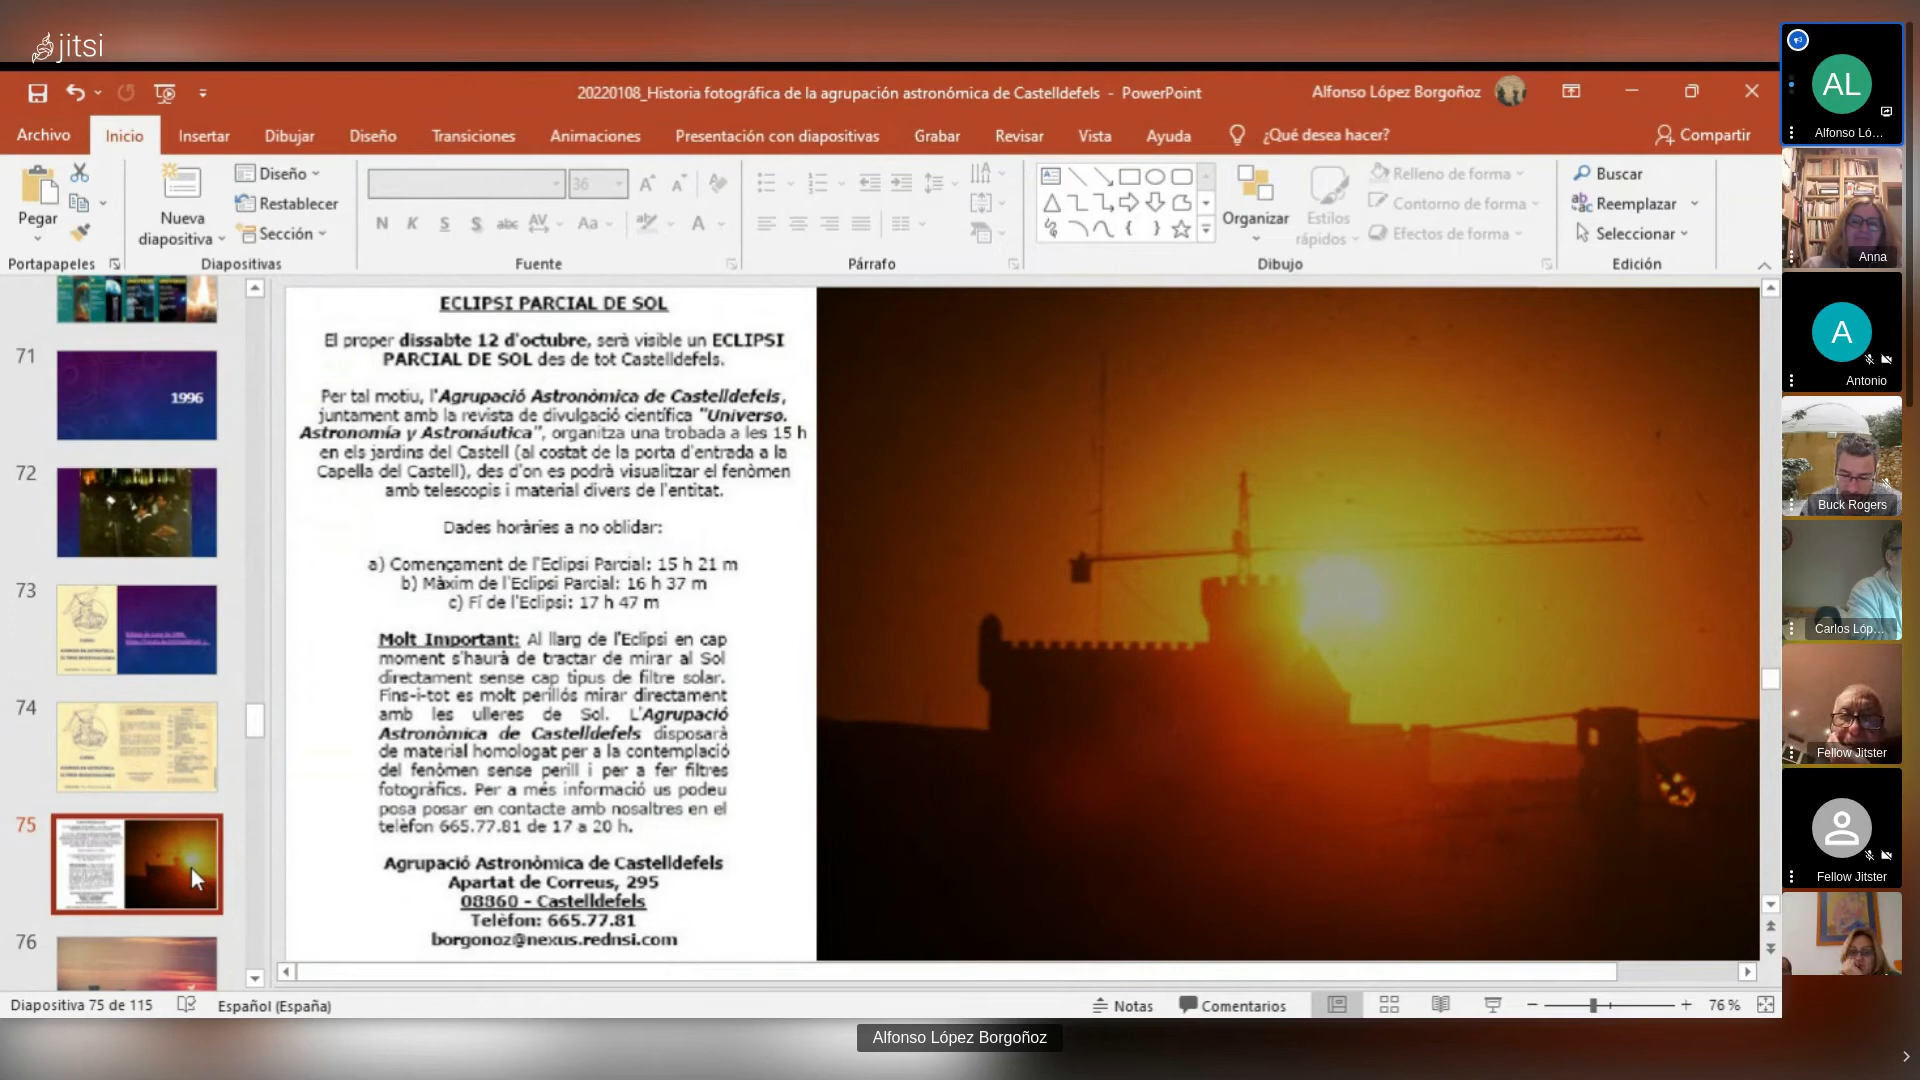 jitsi
20220108_Historia fotográfica de la agrupación astronómica de Castelldefels - PowerPoint
Alfonso López Borgoñoz
Archivo Inicio Insertar Dibujar Diseño Transiciones Animaciones Presentación con diapositivas Grabar Revisar Vista Ayuda ¿Qué desea hacer? Compartir
Pegar
Nueva diapositiva
Diseño
Restablecer
Sección
36
N K S S abc AV Aa A
Organizar
Estilos rápidos
Relleno de forma
Contorno de forma
Efectos de forma
Buscar
Reemplazar
Seleccionar
Portapapeles Diapositivas Fuente Párrafo Dibujo Edición
71
1996
72
73
74
75
76
ECLIPSI PARCIAL DE SOL
El proper dissabte 12 d'octubre, serà visible un ECLIPSI
PARCIAL DE SOL des de tot Castelldefels.
Per tal motiu, l'Agrupació Astronòmica de Castelldefels,
juntament amb la revista de divulgació científica "Universo.
Astronomía y Astronáutica", organitza una trobada a les 15 h
en els jardins del Castell (al costat de la porta d'entrada a la
Capella del Castell), des d'on es podrà visualitzar el fenòmen
amb telescopis i material divers de l'entitat.
Dades horàries a no oblidar:
a) Començament de l'Eclipsi Parcial: 15 h 21 m
b) Màxim de l'Eclipsi Parcial: 16 h 37 m
c) Fí de l'Eclipsi: 17 h 47 m
Molt Important: Al llarg de l'Eclipsi en cap
moment s'haurà de tractar de mirar al Sol
directament sense cap tipus de filtre solar.
Fins-i-tot es molt perillós mirar directament
amb les ulleres de Sol. L'Agrupació
Astronòmica de Castelldefels disposarà
de material homologat per a la contemplació
del fenòmen sense perill i per a fer filtres
fotogràfics. Per a més informació us podeu
posa posar en contacte amb nosaltres en el
telèfon 665.77.81 de 17 a 20 h.
Agrupació Astronòmica de Castelldefels
Apartat de Correus, 295
08860 - Castelldefels
Telèfon: 665.77.81
borgonoz@nexus.rednsi.com
Diapositiva 75 de 115
Español (España)
Notas
Comentarios
76 %
Alfonso López Borgoñoz
AL
Alfonso Ló...
Anna
A
Antonio
Buck Rogers
Carlos Lóp...
Fellow Jitster
Fellow Jitster